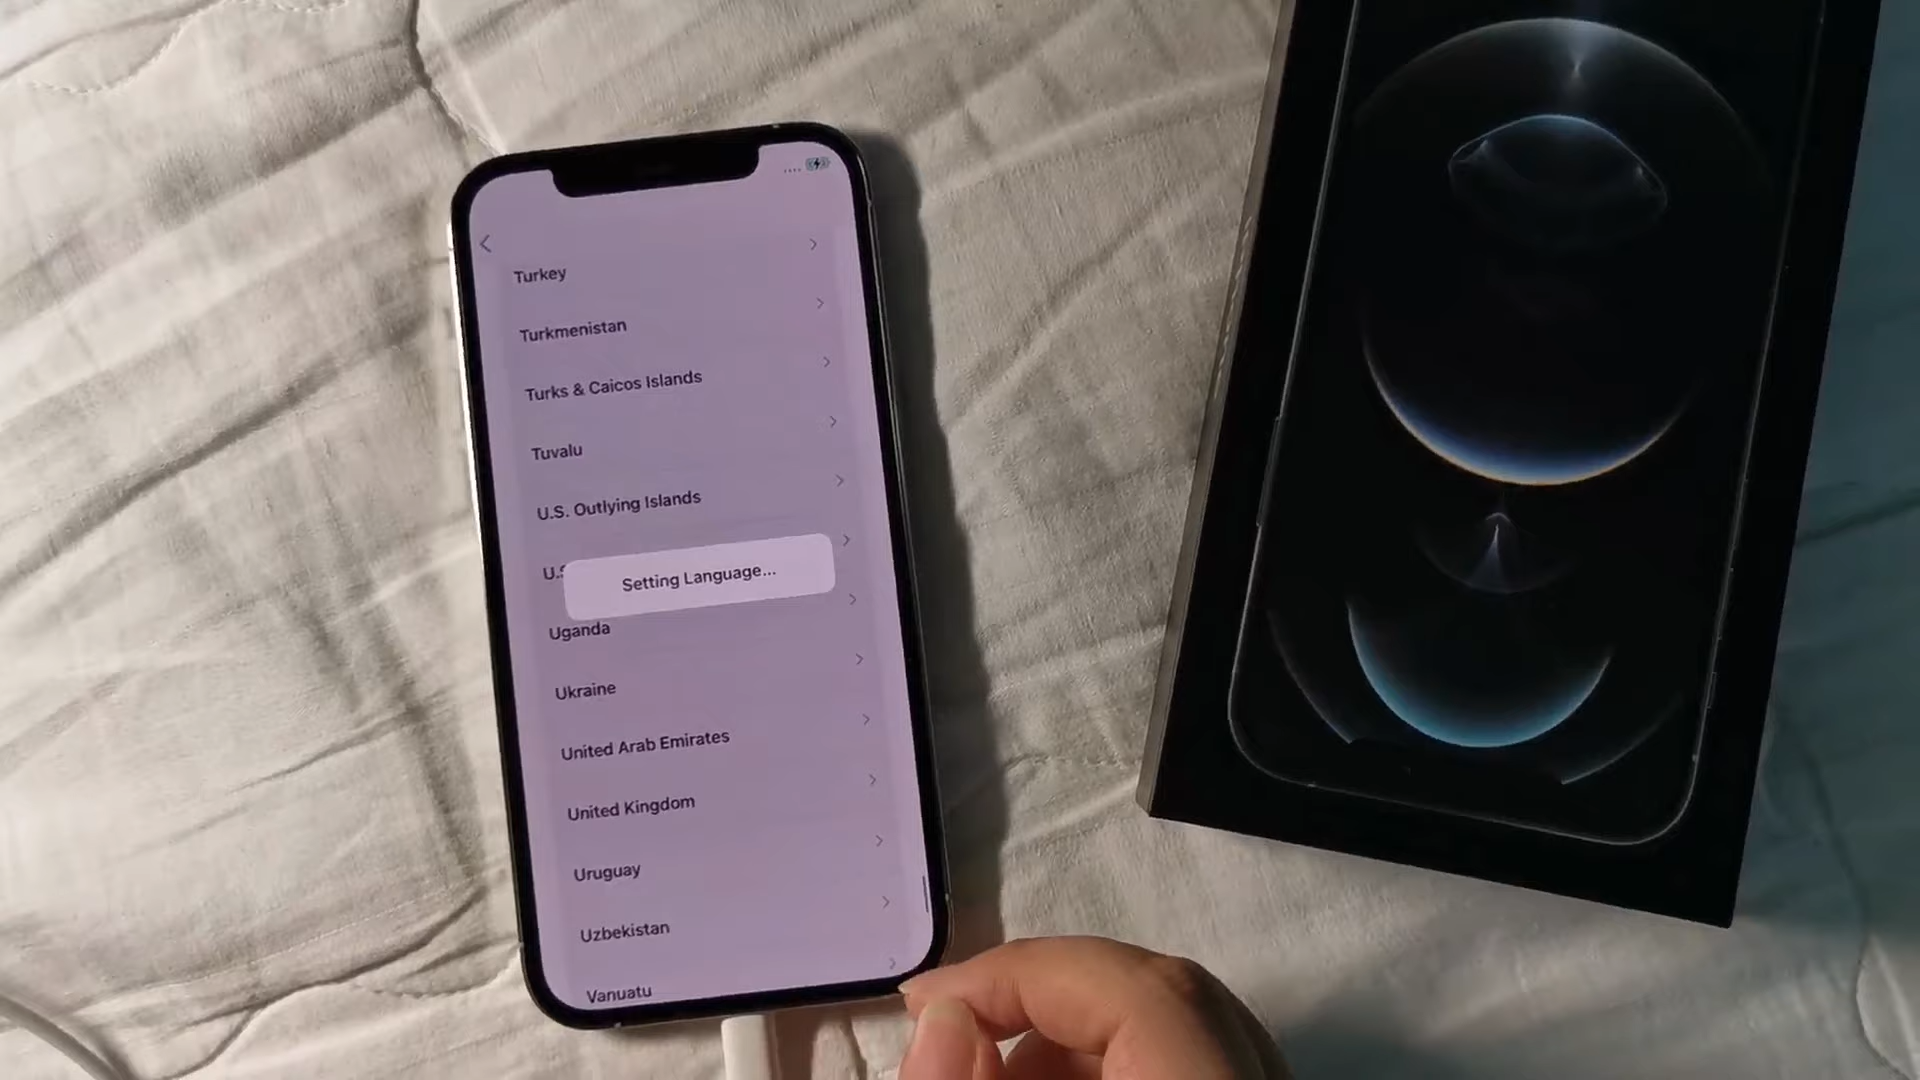 Turkey
Turkmenistan
Turks & Caicos Islands
Tuvalu
U.S. Outlying Islands
Setting Language...
Uganda
Ukraine
United Arab Emirates
United Kingdom
Uruguay
Uzbekistan
Vanuatu